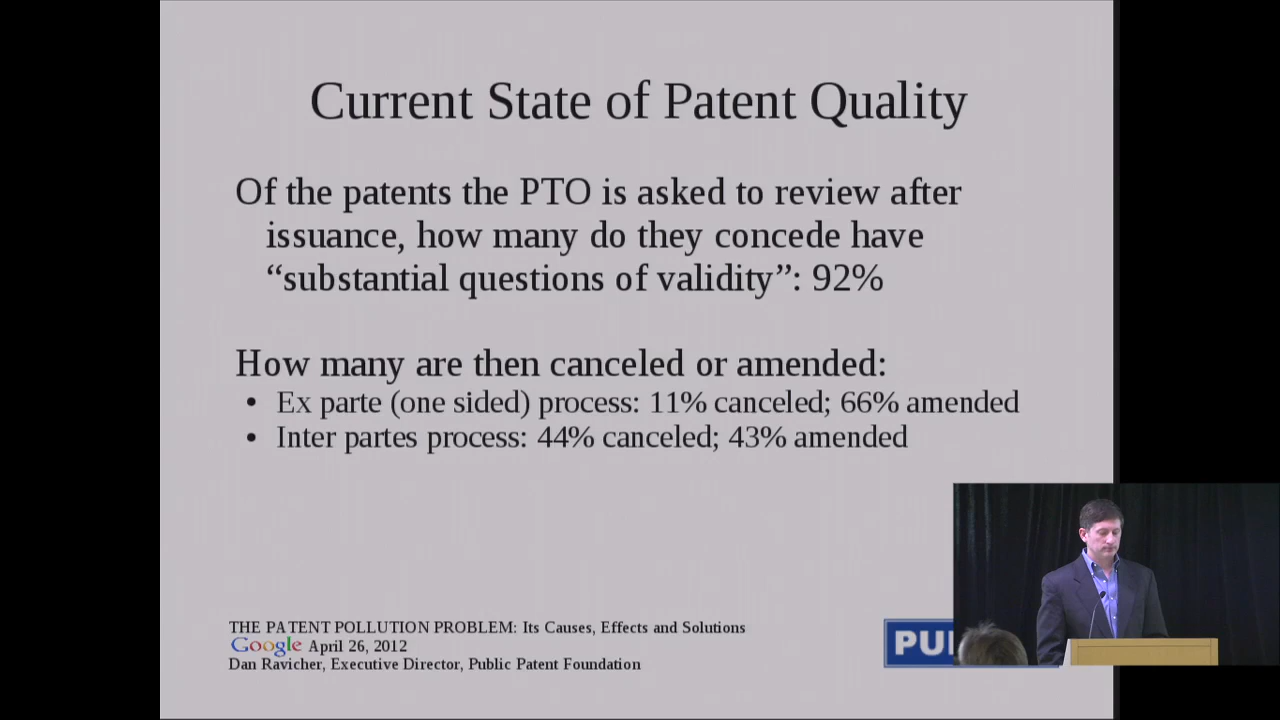 Current State of Patent Quality
Of the patents the PTO is asked to review after
issuance, how many do they concede have
“substantial questions of validity”: 92%
How many are then canceled or amended:
• Ex parte (one sided) process: 11% canceled; 66% amended
• Inter partes process: 44% canceled; 43% amended
THE PATENT POLLUTION PROBLEM: Its Causes, Effects and Solutions
Google April 26, 2012
Dan Ravicher, Executive Director, Public Patent Foundation